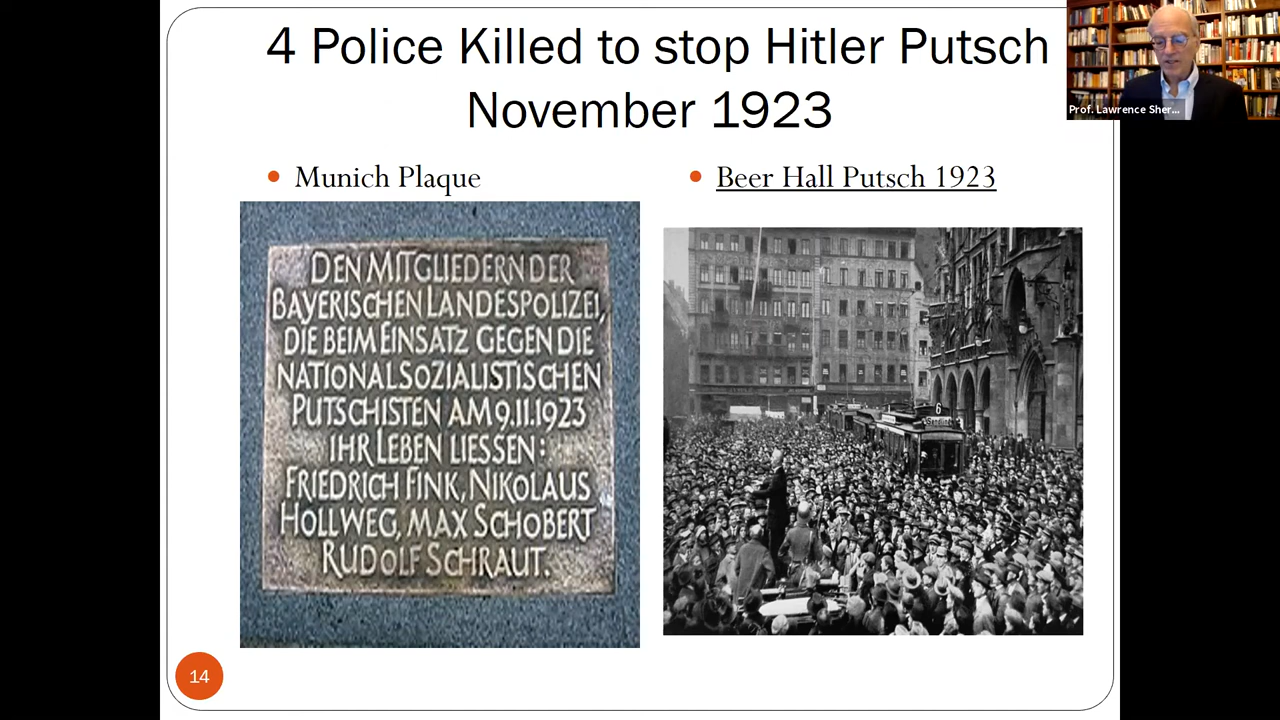 4 Police Killed to stop Hitler Putsch
November 1923
Prof. Lawrence Sher...
Munich Plaque
DEN MITGLIEDERN DER
BAYERISCHEN LANDESPOLIZEI,
DIE BEIM EINSATZ GEGEN DIE
NATIONALSOZIALISTISCHEN
PUTSCHISTEN AM 9.11.1923
IHR LEBEN LIESSEN:
FRIEDRICH FINK, NIKOLAUS
HOLLWEG, MAX SCHOBERT
RUDOLF SCHRAUT.
Beer Hall Putsch 1923
6
14